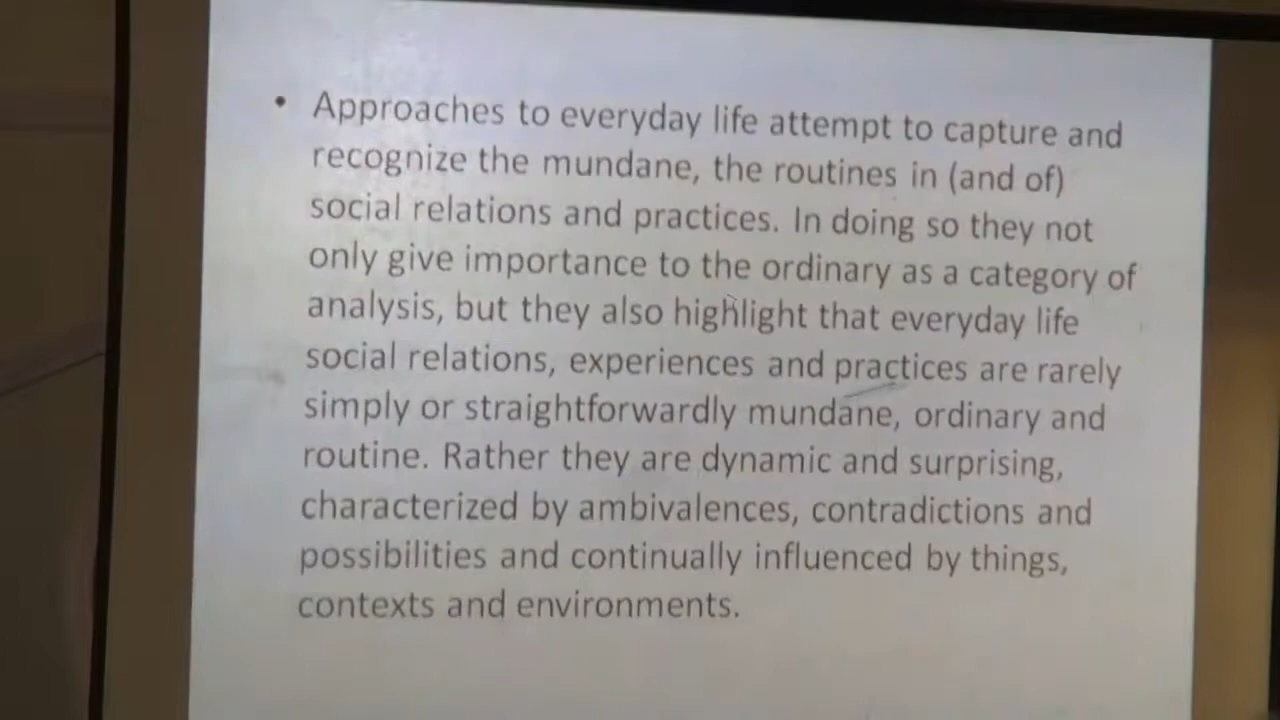 • Approaches to everyday life attempt to capture and
recognize the mundane, the routines in (and of)
social relations and practices. In doing so they not
only give importance to the ordinary as a category of
analysis, but they also highlight that everyday life
social relations, experiences and practices are rarely
simply or straightforwardly mundane, ordinary and
routine. Rather they are dynamic and surprising,
characterized by ambivalences, contradictions and
possibilities and continually influenced by things,
contexts and environments.